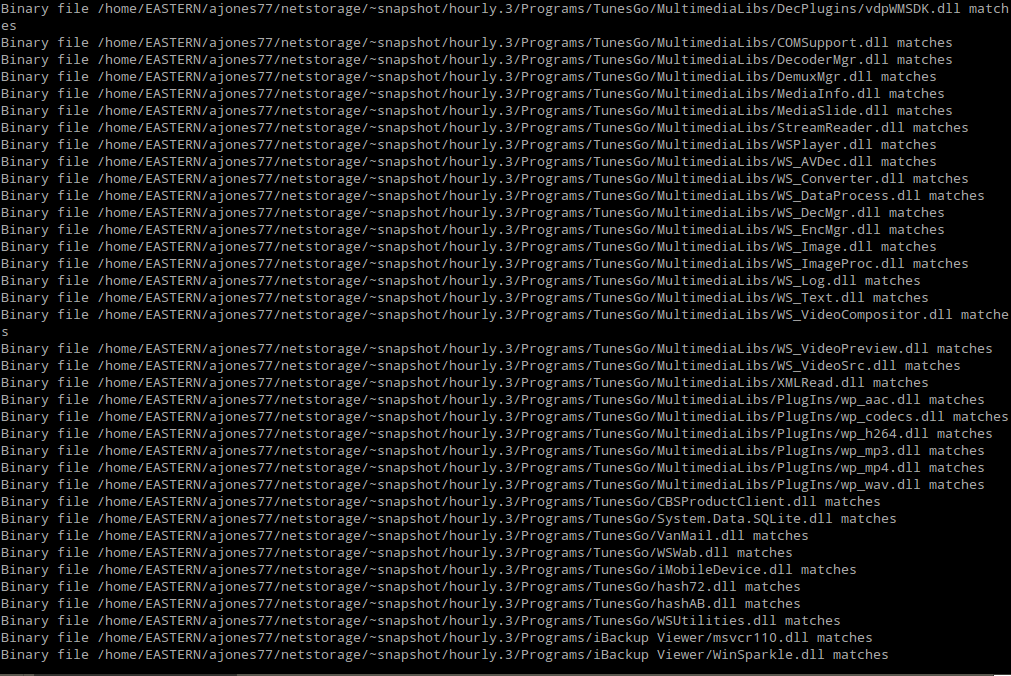 Binary file /home/EASTERN/ajones77/netstorage/~snapshot/hourly.3/Programs/TunesGo/MultimediaLibs/DecPlugins/vdpWMSDK.dll match
es
Binary file /home/EASTERN/ajones77/netstorage/~snapshot/hourly.3/Programs/TunesGo/MultimediaLibs/COMSupport.dll matches
Binary file /home/EASTERN/ajones77/netstorage/~snapshot/hourly.3/Programs/TunesGo/MultimediaLibs/DecoderMgr.dll matches
Binary file /home/EASTERN/ajones77/netstorage/~snapshot/hourly.3/Programs/TunesGo/MultimediaLibs/DemuxMgr.dll matches
Binary file /home/EASTERN/ajones77/netstorage/~snapshot/hourly.3/Programs/TunesGo/MultimediaLibs/MediaInfo.dll matches
Binary file /home/EASTERN/ajones77/netstorage/~snapshot/hourly.3/Programs/TunesGo/MultimediaLibs/MediaSlide.dll matches
Binary file /home/EASTERN/ajones77/netstorage/~snapshot/hourly.3/Programs/TunesGo/MultimediaLibs/StreamReader.dll matches
Binary file /home/EASTERN/ajones77/netstorage/~snapshot/hourly.3/Programs/TunesGo/MultimediaLibs/WSPlayer.dll matches
Binary file /home/EASTERN/ajones77/netstorage/~snapshot/hourly.3/Programs/TunesGo/MultimediaLibs/WS_AVDec.dll matches
Binary file /home/EASTERN/ajones77/netstorage/~snapshot/hourly.3/Programs/TunesGo/MultimediaLibs/WS_Converter.dll matches
Binary file /home/EASTERN/ajones77/netstorage/~snapshot/hourly.3/Programs/TunesGo/MultimediaLibs/WS_DataProcess.dll matches
Binary file /home/EASTERN/ajones77/netstorage/~snapshot/hourly.3/Programs/TunesGo/MultimediaLibs/WS_DecMgr.dll matches
Binary file /home/EASTERN/ajones77/netstorage/~snapshot/hourly.3/Programs/TunesGo/MultimediaLibs/WS_EncMgr.dll matches
Binary file /home/EASTERN/ajones77/netstorage/~snapshot/hourly.3/Programs/TunesGo/MultimediaLibs/WS_Image.dll matches
Binary file /home/EASTERN/ajones77/netstorage/~snapshot/hourly.3/Programs/TunesGo/MultimediaLibs/WS_ImageProc.dll matches
Binary file /home/EASTERN/ajones77/netstorage/~snapshot/hourly.3/Programs/TunesGo/MultimediaLibs/WS_Log.dll matches
Binary file /home/EASTERN/ajones77/netstorage/~snapshot/hourly.3/Programs/TunesGo/MultimediaLibs/WS_Text.dll matches
Binary file /home/EASTERN/ajones77/netstorage/~snapshot/hourly.3/Programs/TunesGo/MultimediaLibs/WS_VideoCompositor.dll matche
s
Binary file /home/EASTERN/ajones77/netstorage/~snapshot/hourly.3/Programs/TunesGo/MultimediaLibs/WS_VideoPreview.dll matches
Binary file /home/EASTERN/ajones77/netstorage/~snapshot/hourly.3/Programs/TunesGo/MultimediaLibs/WS_VideoSrc.dll matches
Binary file /home/EASTERN/ajones77/netstorage/~snapshot/hourly.3/Programs/TunesGo/MultimediaLibs/XMLRead.dll matches
Binary file /home/EASTERN/ajones77/netstorage/~snapshot/hourly.3/Programs/TunesGo/MultimediaLibs/PlugIns/wp_aac.dll matches
Binary file /home/EASTERN/ajones77/netstorage/~snapshot/hourly.3/Programs/TunesGo/MultimediaLibs/PlugIns/wp_codecs.dll matches
Binary file /home/EASTERN/ajones77/netstorage/~snapshot/hourly.3/Programs/TunesGo/MultimediaLibs/PlugIns/wp_h264.dll matches
Binary file /home/EASTERN/ajones77/netstorage/~snapshot/hourly.3/Programs/TunesGo/MultimediaLibs/PlugIns/wp_mp3.dll matches
Binary file /home/EASTERN/ajones77/netstorage/~snapshot/hourly.3/Programs/TunesGo/MultimediaLibs/PlugIns/wp_mp4.dll matches
Binary file /home/EASTERN/ajones77/netstorage/~snapshot/hourly.3/Programs/TunesGo/MultimediaLibs/PlugIns/wp_wav.dll matches
Binary file /home/EASTERN/ajones77/netstorage/~snapshot/hourly.3/Programs/TunesGo/CBSProductClient.dll matches
Binary file /home/EASTERN/ajones77/netstorage/~snapshot/hourly.3/Programs/TunesGo/System.Data.SQLite.dll matches
Binary file /home/EASTERN/ajones77/netstorage/~snapshot/hourly.3/Programs/TunesGo/VanMail.dll matches
Binary file /home/EASTERN/ajones77/netstorage/~snapshot/hourly.3/Programs/TunesGo/WSWab.dll matches
Binary file /home/EASTERN/ajones77/netstorage/~snapshot/hourly.3/Programs/TunesGo/iMobileDevice.dll matches
Binary file /home/EASTERN/ajones77/netstorage/~snapshot/hourly.3/Programs/TunesGo/hash72.dll matches
Binary file /home/EASTERN/ajones77/netstorage/~snapshot/hourly.3/Programs/TunesGo/hashAB.dll matches
Binary file /home/EASTERN/ajones77/netstorage/~snapshot/hourly.3/Programs/TunesGo/WSUtilities.dll matches
Binary file /home/EASTERN/ajones77/netstorage/~snapshot/hourly.3/Programs/iBackup Viewer/msvcr110.dll matches
Binary file /home/EASTERN/ajones77/netstorage/~snapshot/hourly.3/Programs/iBackup Viewer/WinSparkle.dll matches